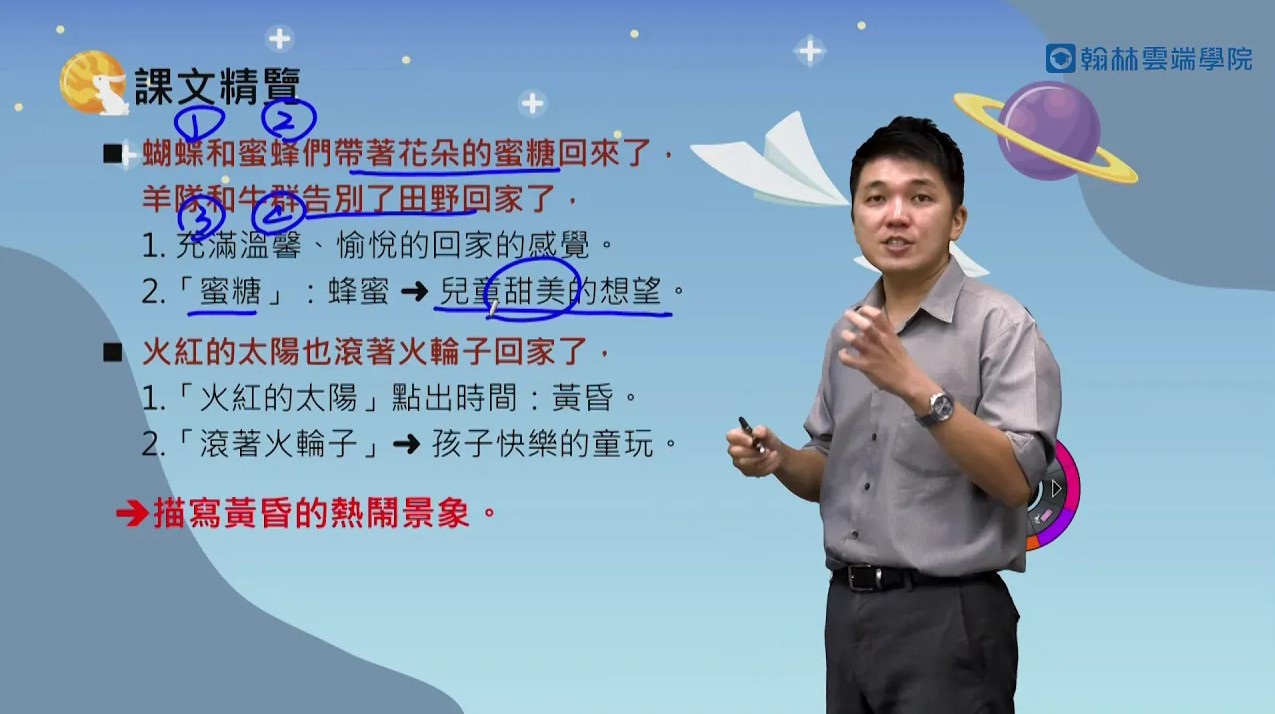 翰林雲端學院
課文精覽
① ②
■ 蝴蝶和蜜蜂們帶著花朵的蜜糖回來了，
羊隊和牛群告別了田野回家了，
③ ④
1. 充滿溫馨、愉悅的回家的感覺。
2.「蜜糖」：蜂蜜 ➜ 兒童甜美的想望。
■ 火紅的太陽也滾著火輪子回家了，
1.「火紅的太陽」點出時間：黃昏。
2.「滾著火輪子」➜ 孩子快樂的童玩。
➔描寫黃昏的熱鬧景象。